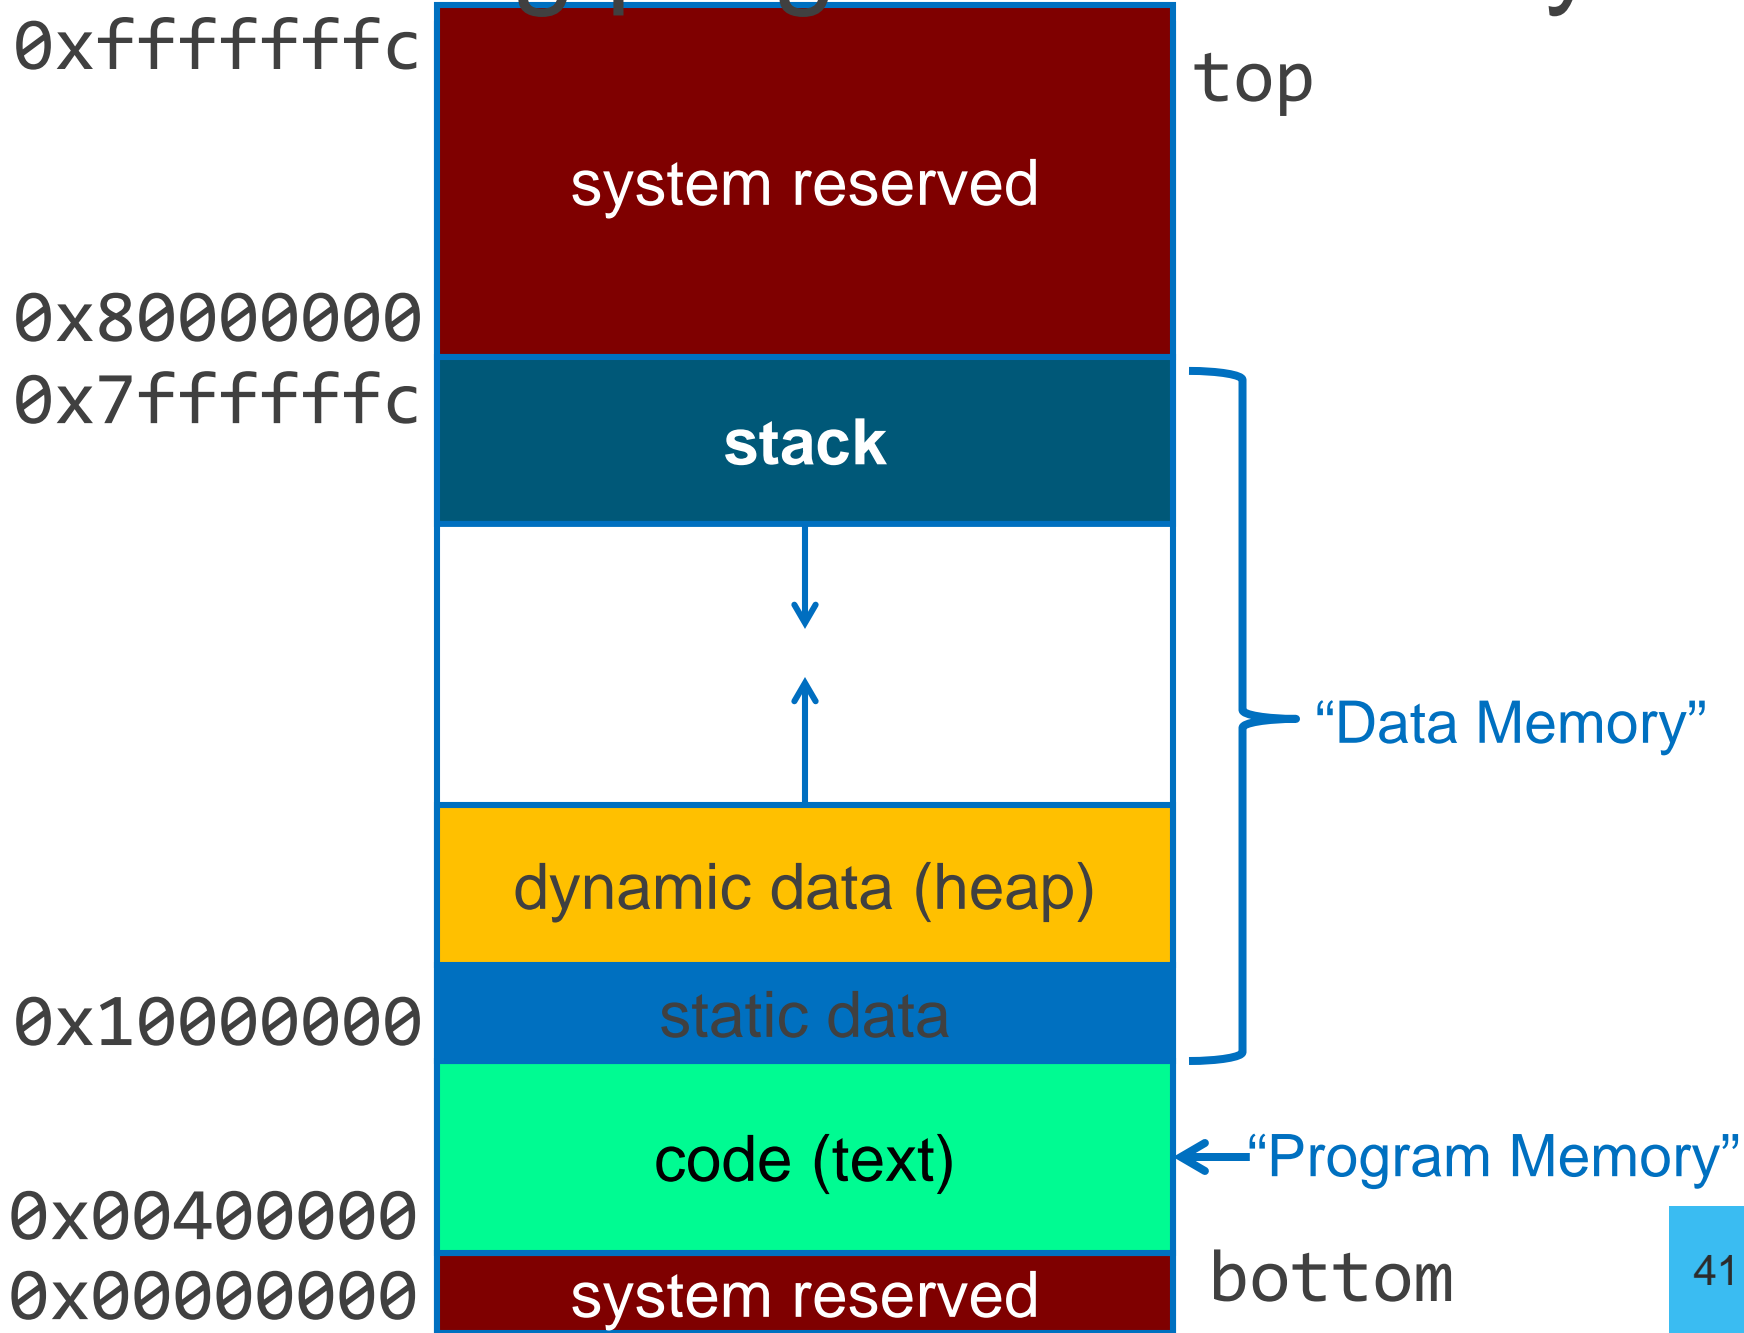 0xfffffffc
top
system reserved
0x80000000
0x7ffffffc
stack
“Data Memory”
dynamic data (heap)
0x10000000
static data
code (text)
“Program Memory”
0x00400000
bottom
41
0x00000000
system reserved